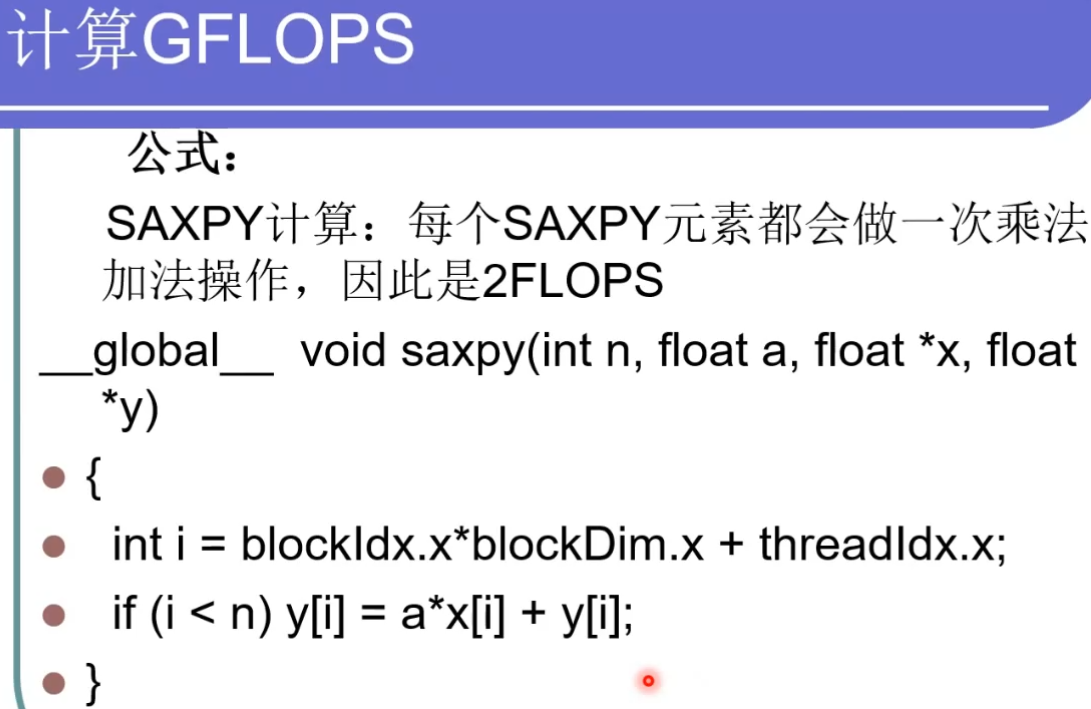 计算GFLOPS
公式：
SAXPY计算：每个SAXPY元素都会做一次乘法
加法操作，因此是2FLOPS
__global__ void saxpy(int n, float a, float *x, float
*y)
{
int i = blockIdx.x*blockDim.x + threadIdx.x;
if (i < n) y[i] = a*x[i] + y[i];
}